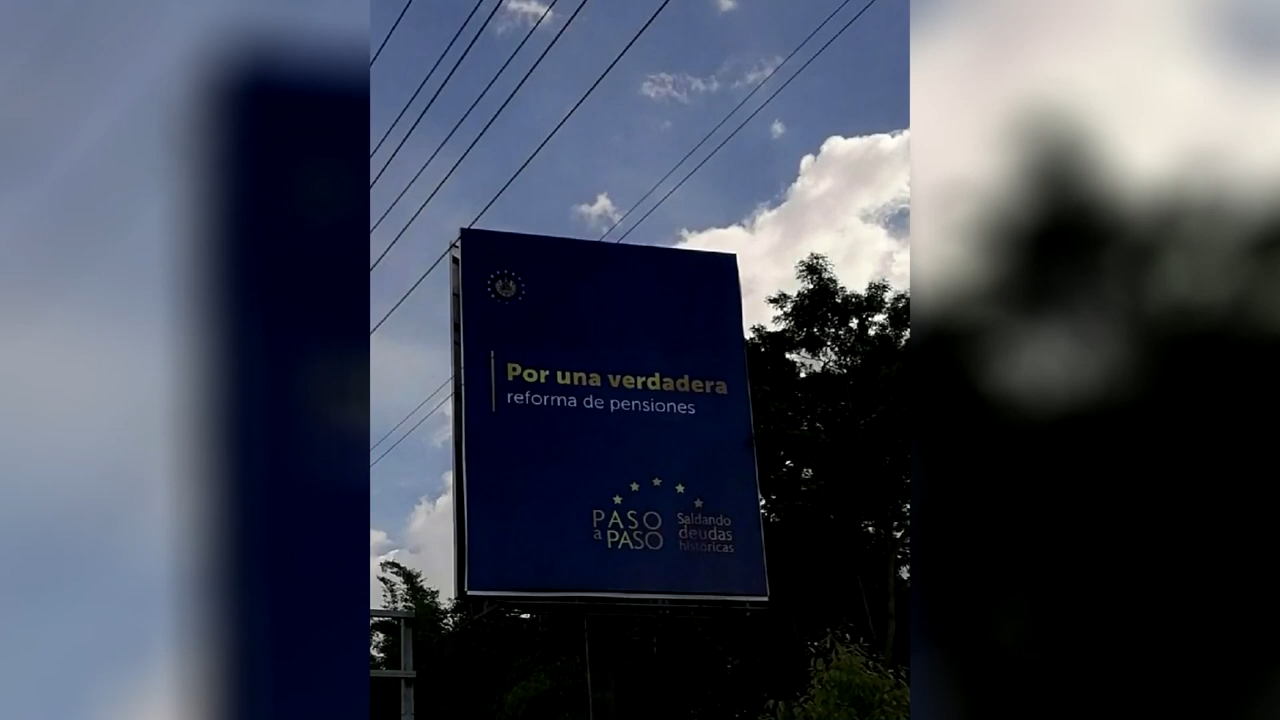 Por una verdadera
reforma de pensiones
PASO
a PASO
Saldando
deudas
históricas